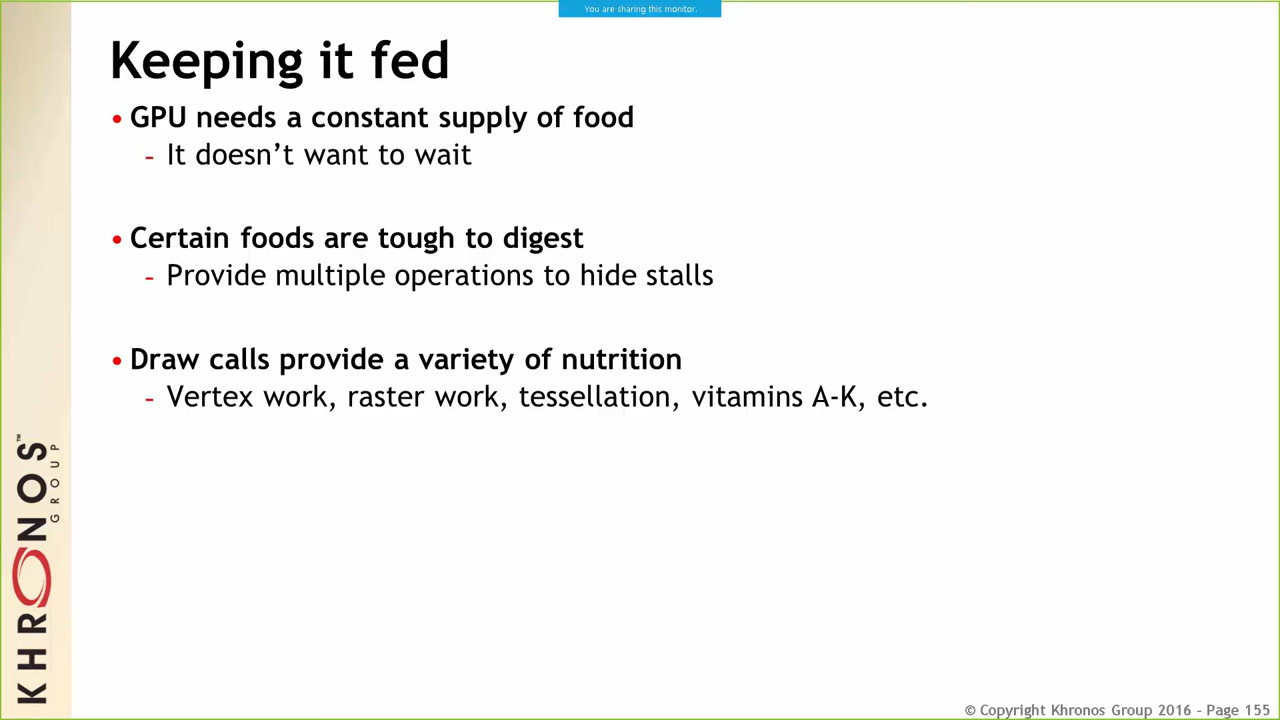 You are sharing this monitor.
Keeping it fed
• GPU needs a constant supply of food
- It doesn’t want to wait
• Certain foods are tough to digest
- Provide multiple operations to hide stalls
• Draw calls provide a variety of nutrition
- Vertex work, raster work, tessellation, vitamins A-K, etc.
KHRONOS™
GROUP
© Copyright Khronos Group 2016 - Page 155